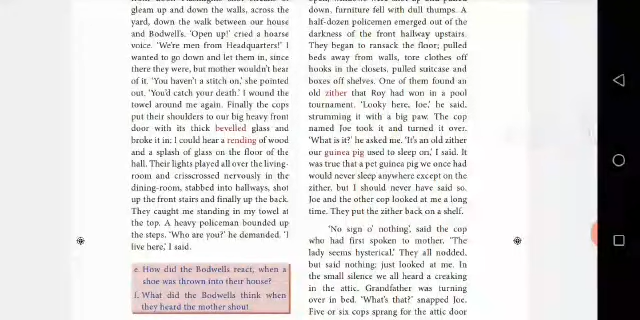 gleam up and down the walls, across the
yard, down the walk between our house
and Bodwell's. 'Open up!' cried a hoarse
voice. 'We're men from Headquarters!' I
wanted to go down and let them in, since
there they were, but mother wouldn't hear
of it. 'You haven't a stitch on,' she pointed
out. 'You'd catch your death.' I wound the
towel around me again. Finally the cops
put their shoulders to our big heavy front
door with its thick bevelled glass and
broke it in: I could hear a rending of wood
and a splash of glass on the floor of the
hall. Their lights played all over the living-
room and crisscrossed nervously in the
dining-room, stabbed into hallways, shot
up the front stairs and finally up the back.
They caught me standing in my towel at
the top. A heavy policeman bounded up
the steps. 'Who are you?' he demanded. 'I
live here,' I said.
e. How did the Bodwells react, when a
shoe was thrown into their house?
f. What did the Bodwells think when
they heard the mother shout?
down, furniture fell with dull thumps. A
half-dozen policemen emerged out of the
darkness of the front hallway upstairs.
They began to ransack the floor; pulled
beds away from walls, tore clothes off
hooks in the closets, pulled suitcase and
boxes off shelves. One of them found an
old zither that Roy had won in a pool
tournament. 'Looky here, Joe,' he said,
strumming it with a big paw. The cop
named Joe took it and turned it over.
'What is it?' he asked me. 'It's an old zither
our guinea pig used to sleep on,' I said. It
was true that a pet guinea pig we once had
would never sleep anywhere except on the
zither, but I should never have said so.
Joe and the other cop looked at me a long
time. They put the zither back on a shelf.
'No sign o' nothing', said the cop
who had first spoken to mother. 'The
lady seems hysterical.' They all nodded,
but said nothing; just looked at me. In
the small silence we all heard a creaking
in the attic. Grandfather was turning
over in bed. 'What's that?' snapped Joe.
Five or six cops sprang for the attic door